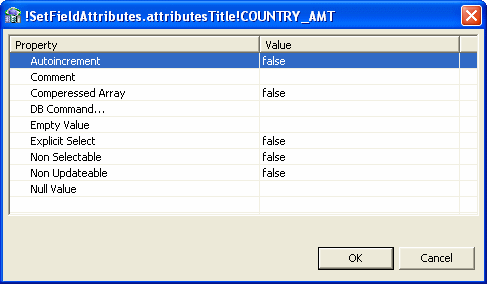 !SetFieldAttributes.attributesTitle!COUNTRY_AMT
Property Value
Autoincrement false
Comment
Comperessed Array false
DB Command...
Empty Value
Explicit Select false
Non Selectable false
Non Updateable false
Null Value
OK Cancel